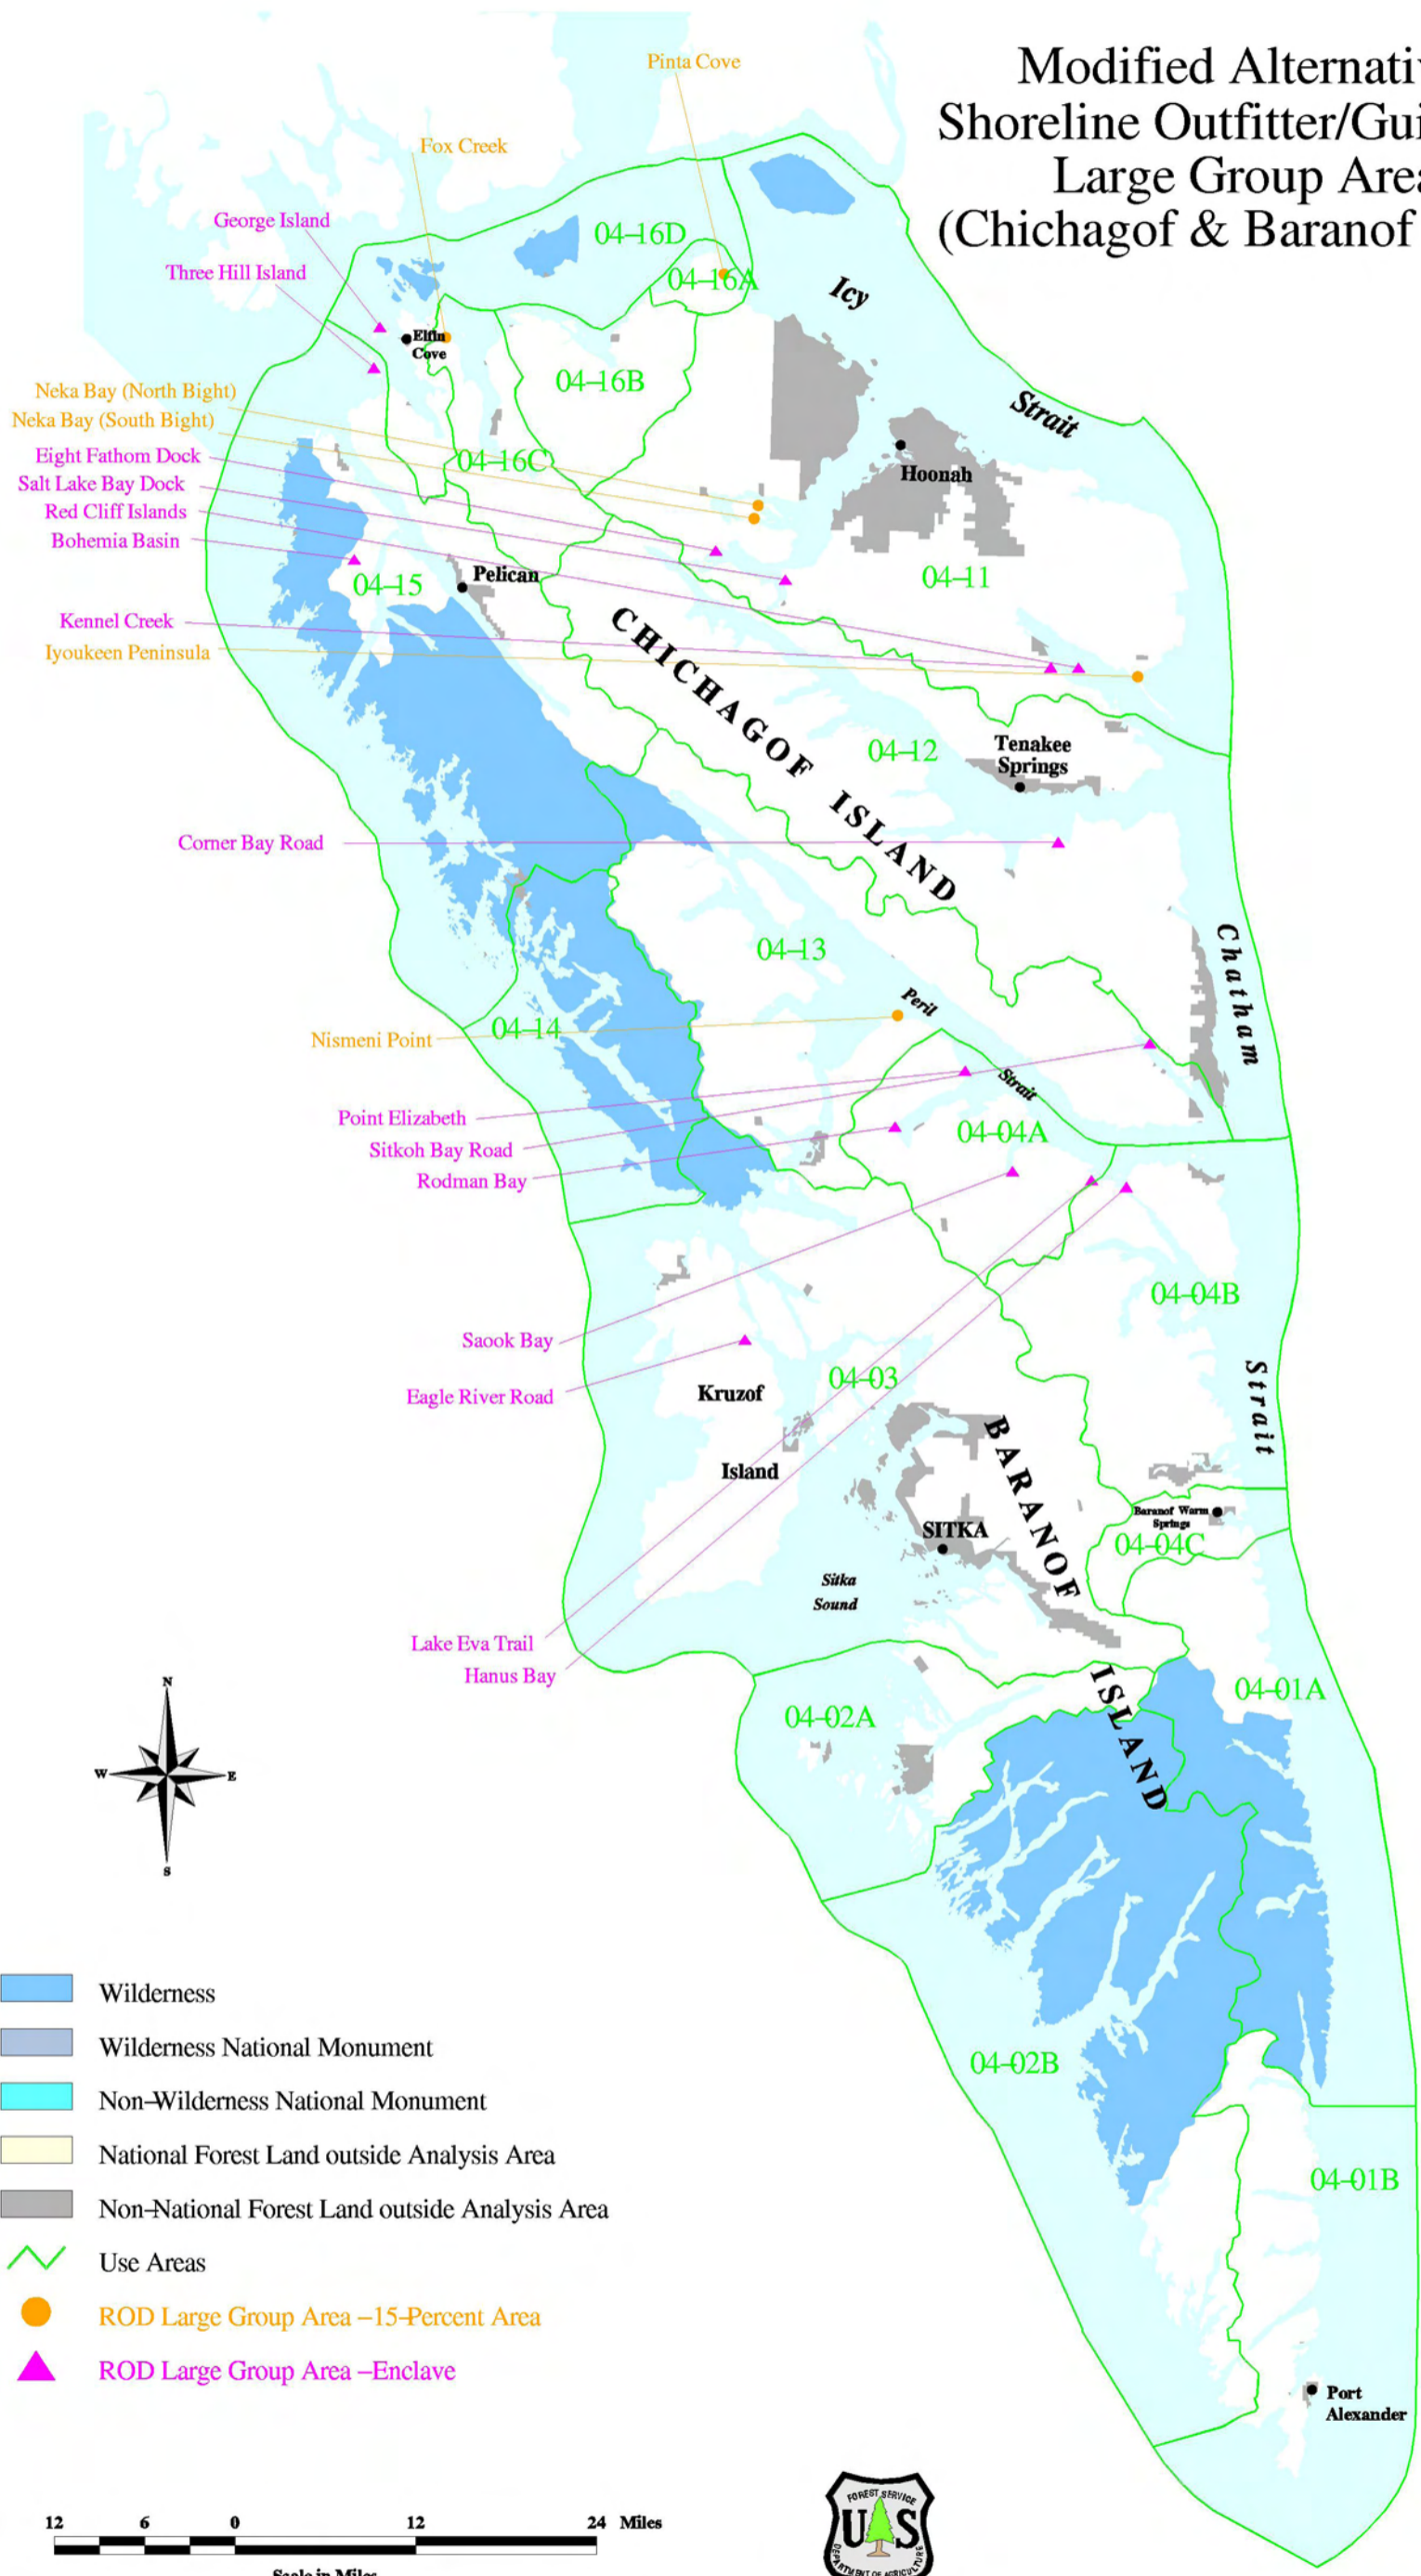 Modified Alternati
Shoreline Outfitter/Gui
Large Group Area
(Chichagof & Baranof
Pinta Cove
Fox Creek
George Island
Three Hill Island
04-16D
04-16A
Icy
Strait
Elfin
Cove
04-16B
Neka Bay (North Bight)
Neka Bay (South Bight)
Eight Fathom Dock
Salt Lake Bay Dock
Red Cliff Islands
Bohemia Basin
04-16C
Hoonah
04-11
04-15
Pelican
Kennel Creek
Iyoukeen Peninsula
CHICHAGOF ISLAND
04-12
Tenakee
Springs
Corner Bay Road
04-13
Chatham
Strait
Peril
Strait
04-14
Nismeni Point
Point Elizabeth
Sitkoh Bay Road
Rodman Bay
04-04A
04-04B
Saook Bay
Eagle River Road
04-03
Kruzof
Island
BARANOF ISLAND
Baranof Warm
Springs
04-04C
SITKA
Sitka
Sound
Lake Eva Trail
Hanus Bay
04-01A
04-02A
N
W
E
S
04-02B
04-01B
Port
Alexander
Wilderness
Wilderness National Monument
Non-Wilderness National Monument
National Forest Land outside Analysis Area
Non-National Forest Land outside Analysis Area
Use Areas
ROD Large Group Area -15-Percent Area
ROD Large Group Area -Enclave
12 6 0 12 24 Miles
Scale in Miles
FOREST SERVICE
U S
DEPARTMENT OF AGRICULTURE